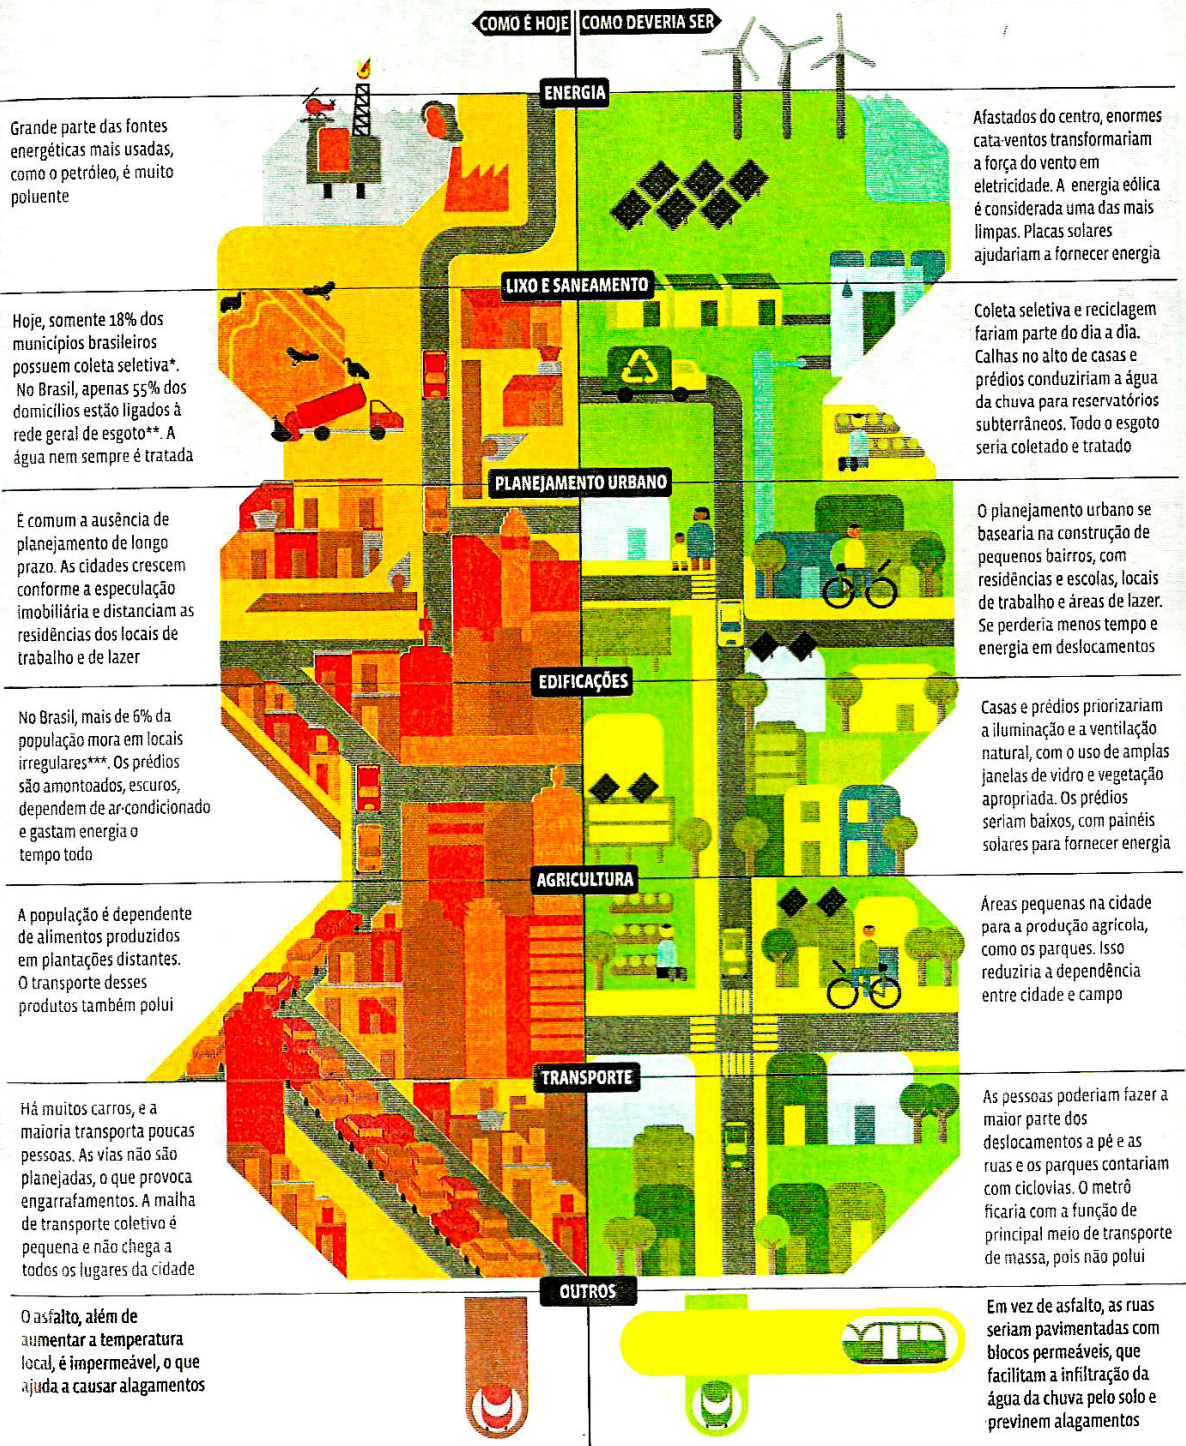 COMO É HOJE
COMO DEVERIA SER
ENERGIA
Grande parte das fontes
energéticas mais usadas,
como o petróleo, é muito
poluente
Afastados do centro, enormes
cata-ventos transformariam
a força do vento em
eletricidade. A energia eólica
é considerada uma das mais
limpas. Placas solares
ajudariam a fornecer energia
LIXO E SANEAMENTO
Hoje, somente 18% dos
municípios brasileiros
possuem coleta seletiva*.
No Brasil, apenas 55% dos
domicílios estão ligados à
rede geral de esgoto**. A
água nem sempre é tratada
Coleta seletiva e reciclagem
fariam parte do dia a dia.
Calhas no alto de casas e
prédios conduziriam a água
da chuva para reservatórios
subterrâneos. Todo o esgoto
seria coletado e tratado
PLANEJAMENTO URBANO
É comum a ausência de
planejamento de longo
prazo. As cidades crescem
conforme a especulação
imobiliária e distanciam as
residências dos locais de
trabalho e de lazer
O planejamento urbano se
basearia na construção de
pequenos bairros, com
residências e escolas, locais
de trabalho e áreas de lazer.
Se perderia menos tempo e
energia em deslocamentos
EDIFICAÇÕES
No Brasil, mais de 6% da
população mora em locais
irregulares***. Os prédios
são amontoados, escuros,
dependem de ar-condicionado
e gastam energia o
tempo todo
Casas e prédios priorizariam
a iluminação e a ventilação
natural, com o uso de amplas
janelas de vidro e vegetação
apropriada. Os prédios
seriam baixos, com painéis
solares para fornecer energia
AGRICULTURA
A população é dependente
de alimentos produzidos
em plantações distantes.
O transporte desses
produtos também polui
Áreas pequenas na cidade
para a produção agrícola,
como os parques. Isso
reduziria a dependência
entre cidade e campo
TRANSPORTE
Há muitos carros, e a
maioria transporta poucas
pessoas. As vias não são
planejadas, o que provoca
engarrafamentos. A malha
de transporte coletivo é
pequena e não chega a
todos os lugares da cidade
As pessoas poderiam fazer a
maior parte dos
deslocamentos a pé e as
ruas e os parques contariam
com ciclovias. O metrô
ficaria com a função de
principal meio de transporte
de massa, pois não polui
OUTROS
O asfalto, além de
aumentar a temperatura
local, é impermeável, o que
ajuda a causar alagamentos
Em vez de asfalto, as ruas
seriam pavimentadas com
blocos permeáveis, que
facilitam a infiltração da
água da chuva pelo solo e
previnem alagamentos